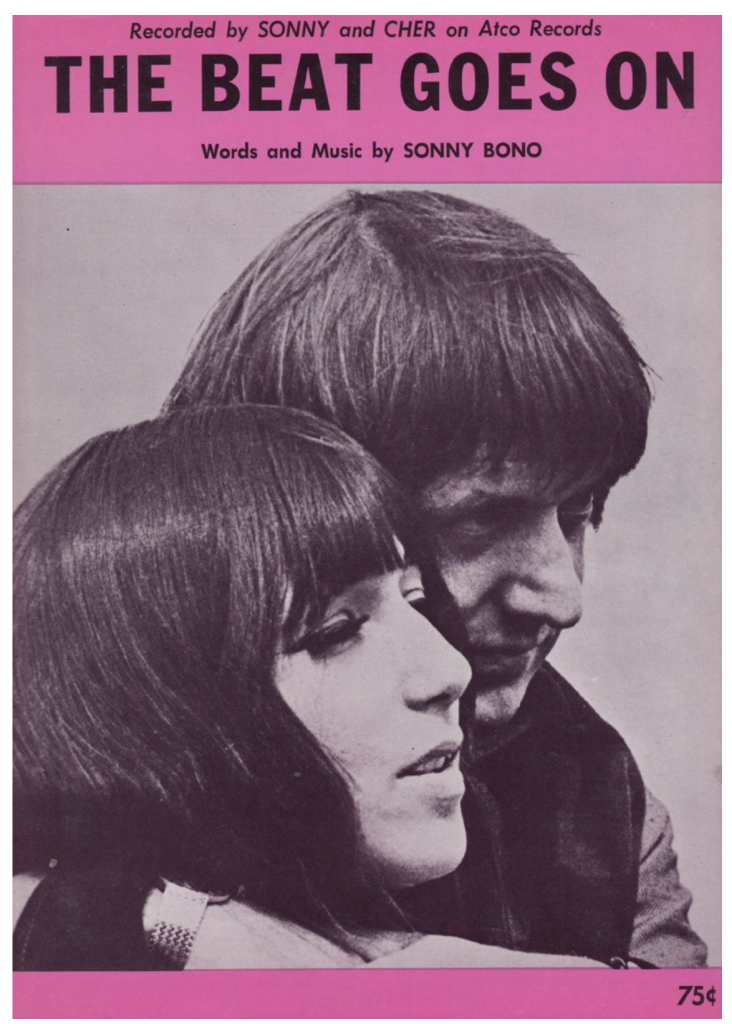 Recorded by SONNY and CHER on Atco Records
THE BEAT GOES ON
Words and Music by SONNY BONO
75¢